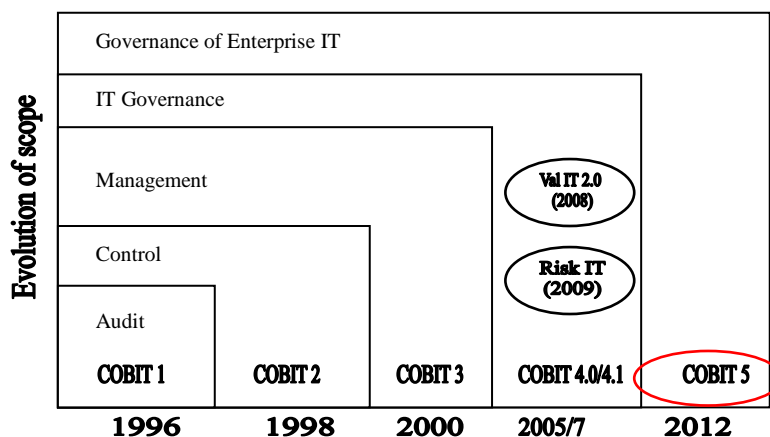 Governance of Enterprise IT
IT Governance
Management
Control
Audit
Evolution of scope
Val IT 2.0
(2008)
Risk IT
(2009)
COBIT 1
COBIT 2
COBIT 3
COBIT 4.0/4.1
COBIT 5
1996
1998
2000
2005/7
2012